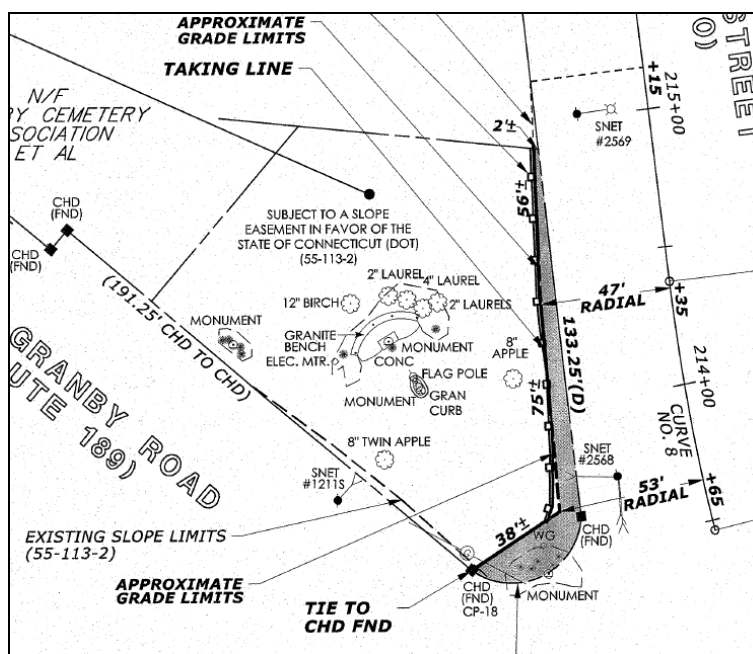 APPROXIMATE
GRADE LIMITS
TAKING LINE
N/F
BY CEMETERY
SOCIATION
ET AL
STREET
0)
+15
215+00
SNET
#2569
2'±
56'±
CHD
(FND)
CHD
(FND)
SUBJECT TO A SLOPE
EASEMENT IN FAVOR OF THE
STATE OF CONNECTICUT (DOT)
(55-113-2)
(191.25' CHD TO CHD)
2" LAUREL
4" LAUREL
12" BIRCH
2" LAURELS
47'
RADIAL
+35
MONUMENT
GRANITE
BENCH
ELEC. MTR.
MONUMENT
CONC
8"
APPLE
133.25'(D)
FLAG POLE
MONUMENT
GRAN
CURB
75'±
214+00
CURVE
NO. 8
GRANBY ROAD
UTE 189)
8" TWIN APPLE
SNET
#1211S
SNET
#2568
53'
RADIAL
+65
EXISTING SLOPE LIMITS
(55-113-2)
38'±
WG
CHD
(FND)
APPROXIMATE
GRADE LIMITS
TIE TO
CHD FND
CHD
(FND)
CP-18
MONUMENT